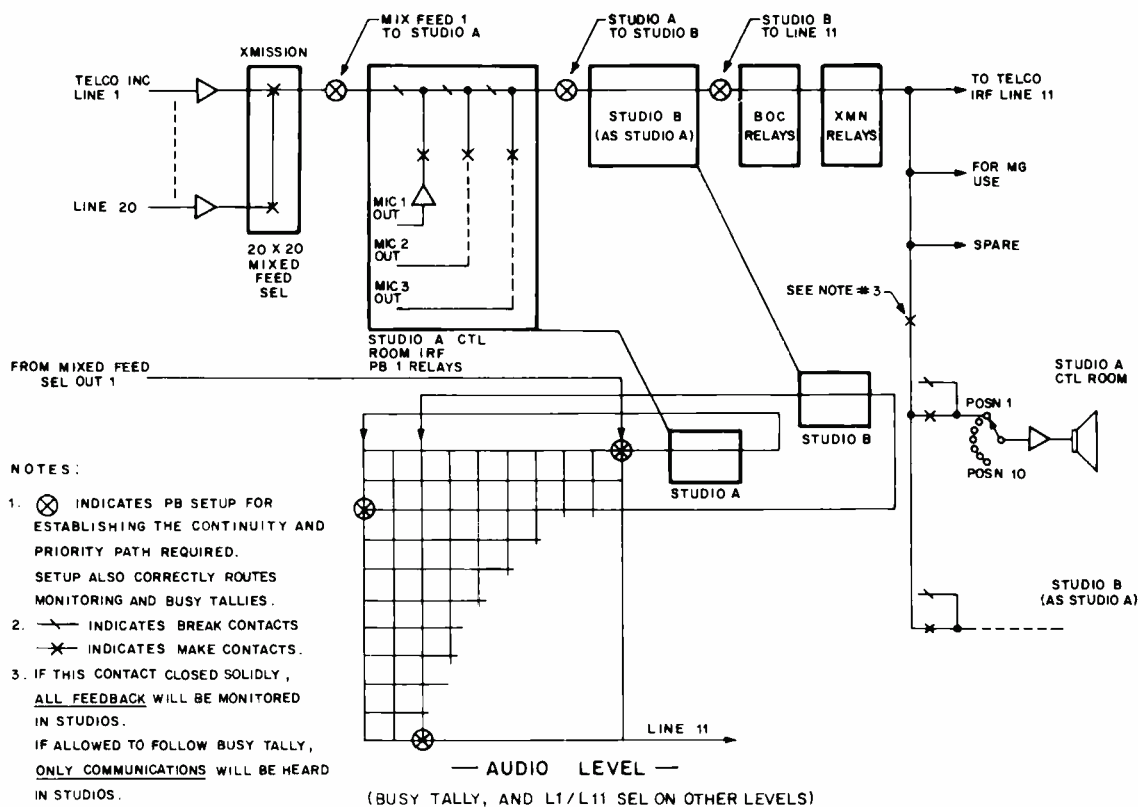 MIX FEED 1
TO STUDIO A
STUDIO A
TO STUDIO B
STUDIO B
TO LINE 11
XMISSION
TELCO INC
LINE 1
LINE 20
20 X 20
MIXED
FEED
SEL
MIC 1
OUT
MIC 2
OUT
MIC 3
OUT
STUDIO A CTL
ROOM IRF
PB 1 RELAYS
STUDIO B
(AS STUDIO A)
BOC
RELAYS
XMN
RELAYS
TO TELCO
IRF LINE 11
FOR MG
USE
SPARE
SEE NOTE #3
FROM MIXED FEED
SEL OUT 1
STUDIO A
CTL ROOM
POSN 1
POSN 10
STUDIO B
STUDIO A
STUDIO B
(AS STUDIO A)
NOTES:
1. INDICATES PB SETUP FOR
ESTABLISHING THE CONTINUITY AND
PRIORITY PATH REQUIRED.
SETUP ALSO CORRECTLY ROUTES
MONITORING AND BUSY TALLIES.
2. INDICATES BREAK CONTACTS
INDICATES MAKE CONTACTS.
3. IF THIS CONTACT CLOSED SOLIDLY,
ALL FEEDBACK WILL BE MONITORED
IN STUDIOS.
IF ALLOWED TO FOLLOW BUSY TALLY,
ONLY COMMUNICATIONS WILL BE HEARD
IN STUDIOS.
LINE 11
— AUDIO LEVEL —
(BUSY TALLY, AND L1/L11 SEL ON OTHER LEVELS)